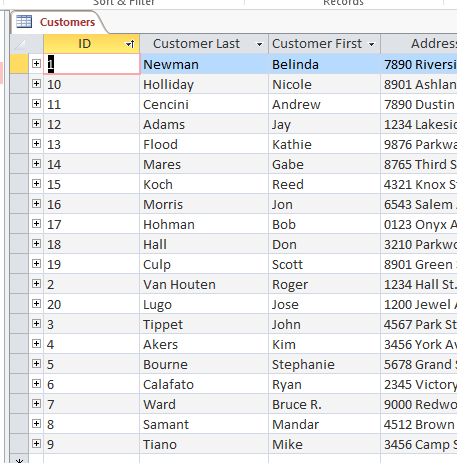 Sort & Filter Records
Customers
ID Customer Last Customer First Address
1 Newman Belinda 7890 Riversi
10 Holliday Nicole 8901 Ashlan
11 Cencini Andrew 7890 Dustin
12 Adams Jay 1234 Lakesid
13 Flood Kathie 9876 Parkwa
14 Mares Gabe 8765 Third S
15 Koch Reed 4321 Knox S
16 Morris Jon 6543 Salem
17 Hohman Bob 0123 Onyx A
18 Hall Don 3210 Parkwo
19 Culp Scott 8901 Green
2 Van Houten Roger 1234 Hall St.
20 Lugo Jose 1200 Jewel
3 Tippet John 4567 Park St
4 Akers Kim 3456 York Av
5 Bourne Stephanie 5678 Grand S
6 Calafato Ryan 2345 Victory
7 Ward Bruce R. 9000 Redwo
8 Samant Mandar 4512 Brown
9 Tiano Mike 3456 Camp S